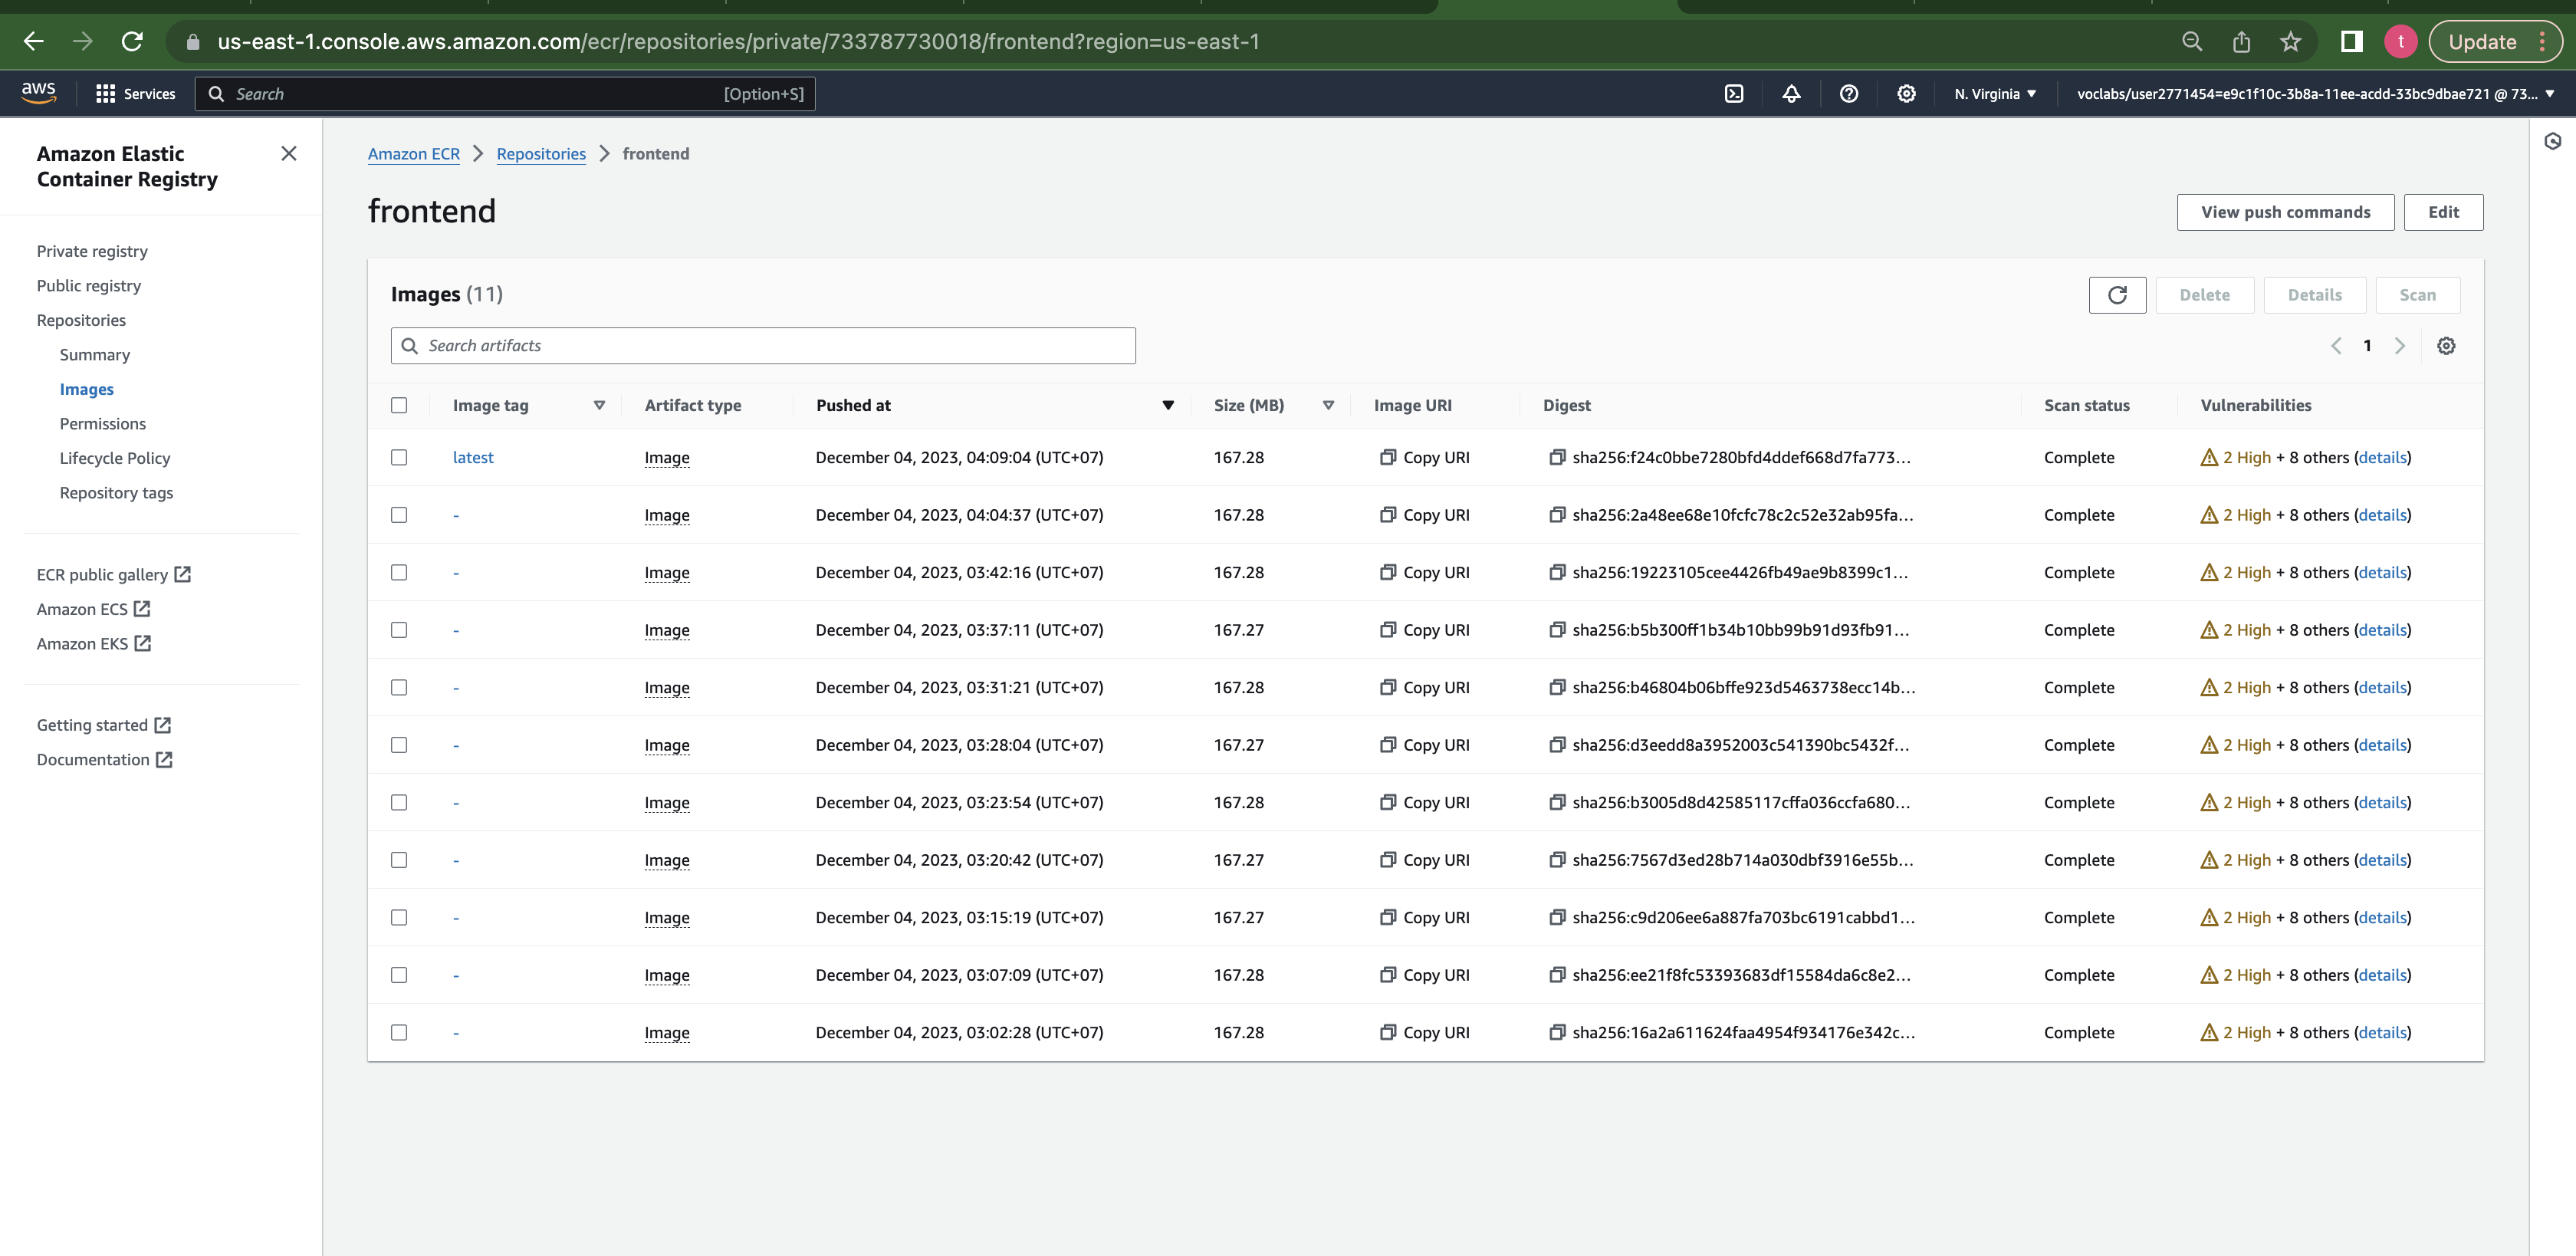 us-east-1.console.aws.amazon.com/ecr/repositories/private/733787730018/frontend?region=us-east-1
t
Update
aws
Services
Search
[Option+S]
N. Virginia
voclabs/user2771454=e9c1f10c-3b8a-11ee-acdd-33bc9dbae721 @ 73...
Amazon Elastic
Container Registry
Private registry
Public registry
Repositories
Summary
Images
Permissions
Lifecycle Policy
Repository tags
ECR public gallery
Amazon ECS
Amazon EKS
Getting started
Documentation
Amazon ECR > Repositories > frontend
frontend
View push commands
Edit
Images (11)
Delete
Details
Scan
Search artifacts
1
Image tag Artifact type Pushed at Size (MB) Image URI Digest Scan status Vulnerabilities
latest Image December 04, 2023, 04:09:04 (UTC+07) 167.28 Copy URI sha256:f24c0bbe7280bfd4ddef668d7fa773... Complete 2 High + 8 others (details)
- Image December 04, 2023, 04:04:37 (UTC+07) 167.28 Copy URI sha256:2a48ee68e10fcfc78c2c52e32ab95fa... Complete 2 High + 8 others (details)
- Image December 04, 2023, 03:42:16 (UTC+07) 167.28 Copy URI sha256:19223105cee4426fb49ae9b8399c1... Complete 2 High + 8 others (details)
- Image December 04, 2023, 03:37:11 (UTC+07) 167.27 Copy URI sha256:b5b300ff1b34b10bb99b91d93fb91... Complete 2 High + 8 others (details)
- Image December 04, 2023, 03:31:21 (UTC+07) 167.28 Copy URI sha256:b46804b06bffe923d5463738ecc14b... Complete 2 High + 8 others (details)
- Image December 04, 2023, 03:28:04 (UTC+07) 167.27 Copy URI sha256:d3eedd8a3952003c541390bc5432f... Complete 2 High + 8 others (details)
- Image December 04, 2023, 03:23:54 (UTC+07) 167.28 Copy URI sha256:b3005d8d42585117cffa036ccfa680... Complete 2 High + 8 others (details)
- Image December 04, 2023, 03:20:42 (UTC+07) 167.27 Copy URI sha256:7567d3ed28b714a030dbf3916e55b... Complete 2 High + 8 others (details)
- Image December 04, 2023, 03:15:19 (UTC+07) 167.27 Copy URI sha256:c9d206ee6a887fa703bc6191cabbd1... Complete 2 High + 8 others (details)
- Image December 04, 2023, 03:07:09 (UTC+07) 167.28 Copy URI sha256:ee21f8fc53393683df15584da6c8e2... Complete 2 High + 8 others (details)
- Image December 04, 2023, 03:02:28 (UTC+07) 167.28 Copy URI sha256:16a2a611624faa4954f934176e342c... Complete 2 High + 8 others (details)